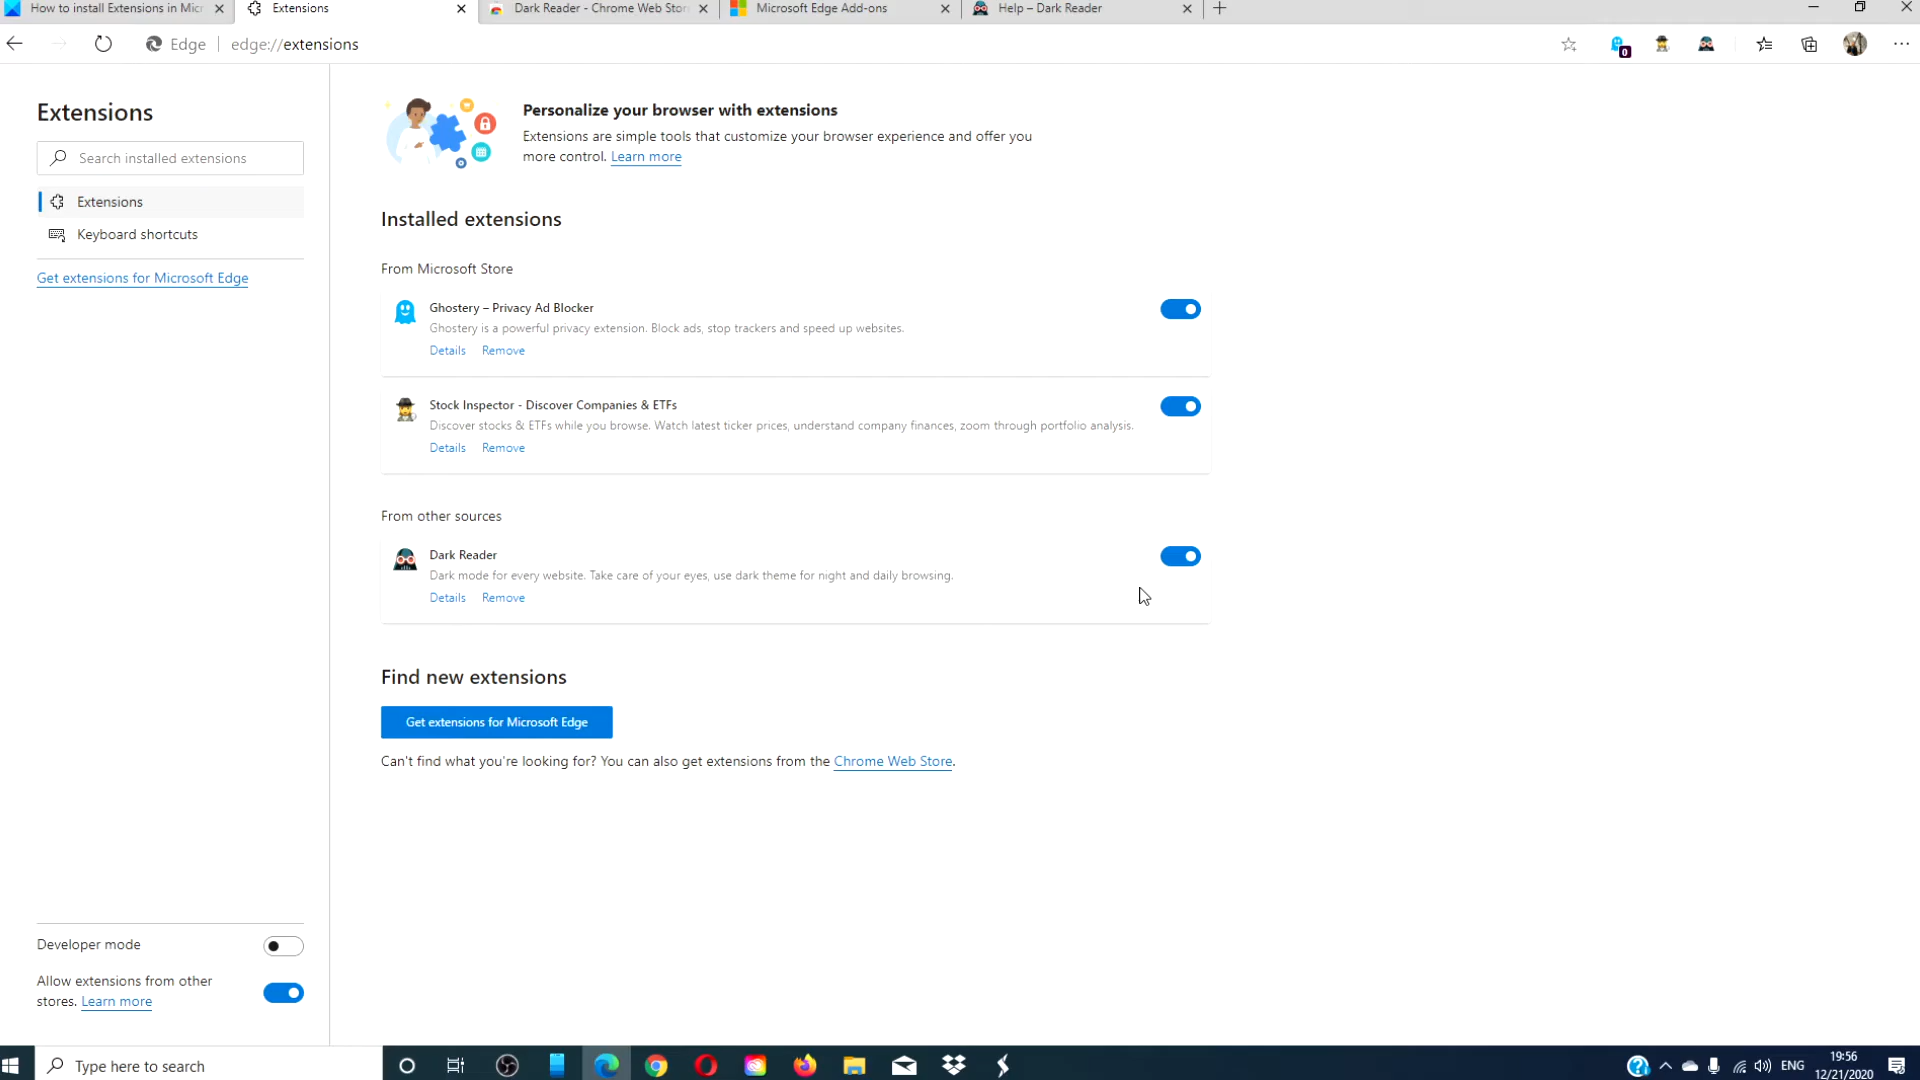 How to install Extensions in Micr
Extensions
Dark Reader - Chrome Web Stor
Microsoft Edge Add-ons
Help – Dark Reader
Edge
edge://extensions
0
Extensions
Search installed extensions
Extensions
Keyboard shortcuts
Get extensions for Microsoft Edge
Personalize your browser with extensions
Extensions are simple tools that customize your browser experience and offer you
more control. Learn more
Installed extensions
From Microsoft Store
Ghostery – Privacy Ad Blocker
Ghostery is a powerful privacy extension. Block ads, stop trackers and speed up websites.
Details Remove
Stock Inspector - Discover Companies & ETFs
Discover stocks & ETFs while you browse. Watch latest ticker prices, understand company finances, zoom through portfolio analysis.
Details Remove
From other sources
Dark Reader
Dark mode for every website. Take care of your eyes, use dark theme for night and daily browsing.
Details Remove
Find new extensions
Get extensions for Microsoft Edge
Can't find what you're looking for? You can also get extensions from the Chrome Web Store.
Developer mode
Allow extensions from other
stores. Learn more
Type here to search
ENG
19:56
12/21/2020